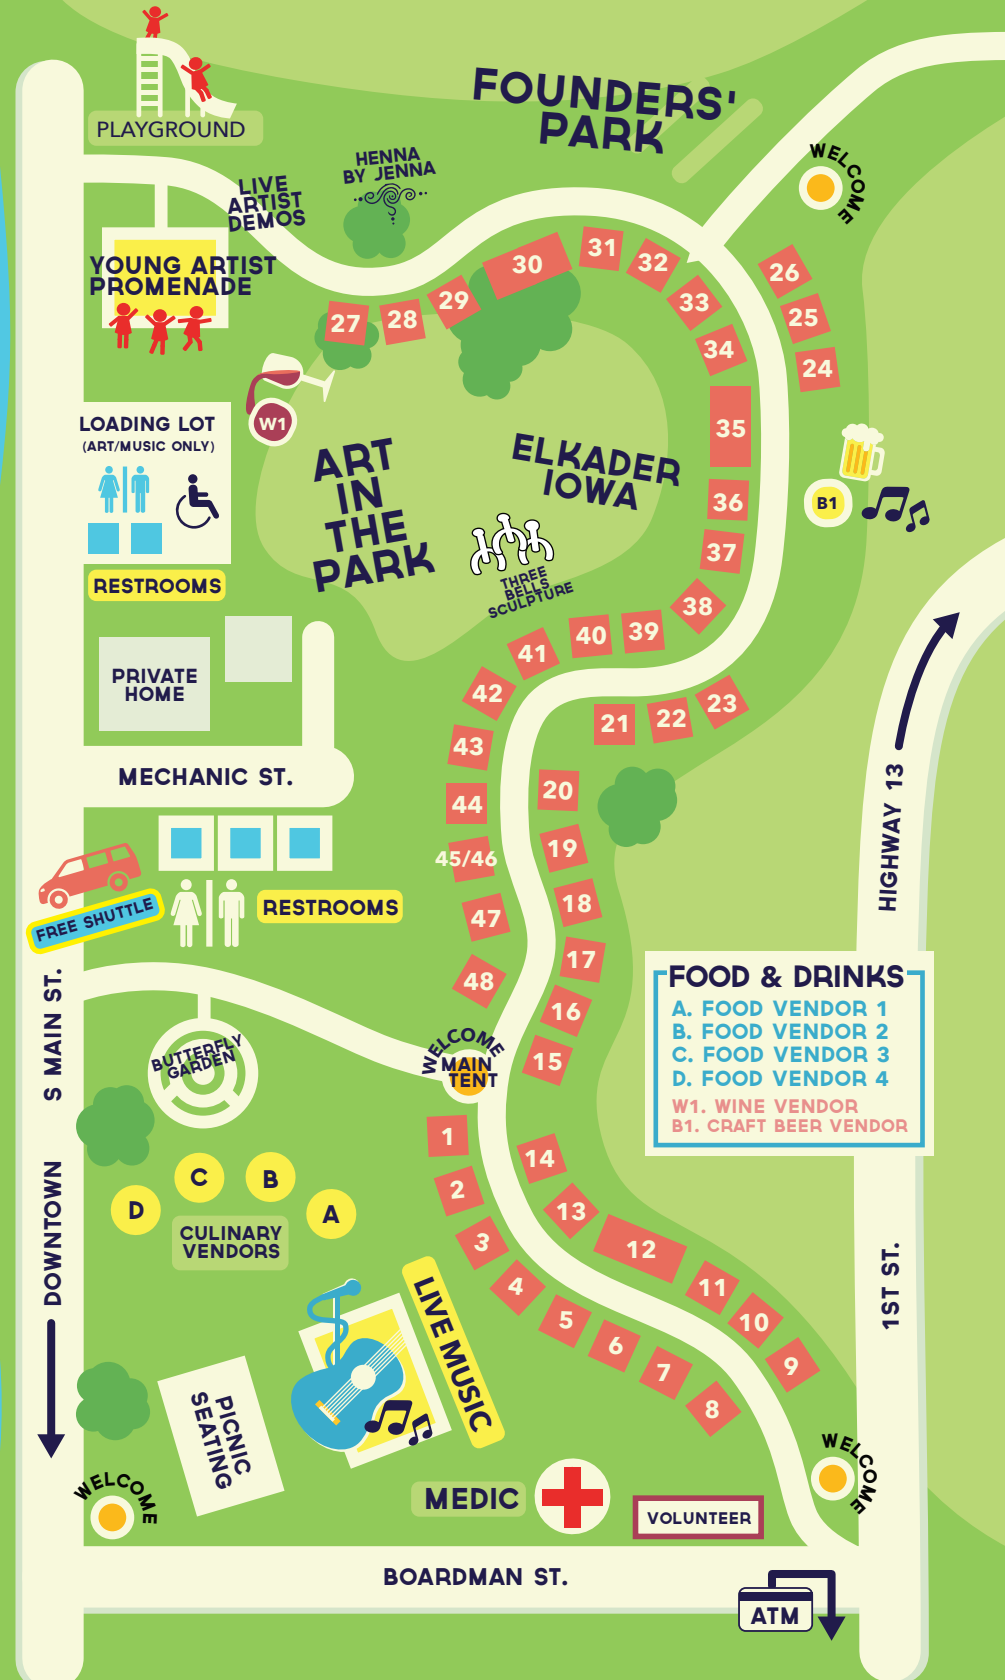 FOUNDERS'
PARK
PLAYGROUND
WELCOME
HENNA
BY JENNA
LIVE
ARTIST
DEMOS
YOUNG ARTIST
PROMENADE
31
32
30
26
29
33
25
27
28
34
24
W1
LOADING LOT
(ART/MUSIC ONLY)
35
ART
IN
THE
PARK
ELKADER
IOWA
36
B1
37
THREE
BELLS
SCULPTURE
RESTROOMS
38
39
40
41
PRIVATE
HOME
42
23
22
21
43
MECHANIC ST.
HIGHWAY 13
20
44
19
45/46
18
47
RESTROOMS
FREE SHUTTLE
17
48
16
15
S MAIN ST.
FOOD & DRINKS
A. FOOD VENDOR 1
B. FOOD VENDOR 2
C. FOOD VENDOR 3
D. FOOD VENDOR 4
W1. WINE VENDOR
B1. CRAFT BEER VENDOR
BUTTERFLY
GARDEN
WELCOME
MAIN
TENT
1
14
2
13
C
B
D
A
CULINARY
VENDORS
DOWNTOWN
3
12
4
11
10
5
6
9
7
8
1ST ST.
LIVE MUSIC
PICNIC
SEATING
WELCOME
WELCOME
MEDIC
VOLUNTEER
BOARDMAN ST.
ATM